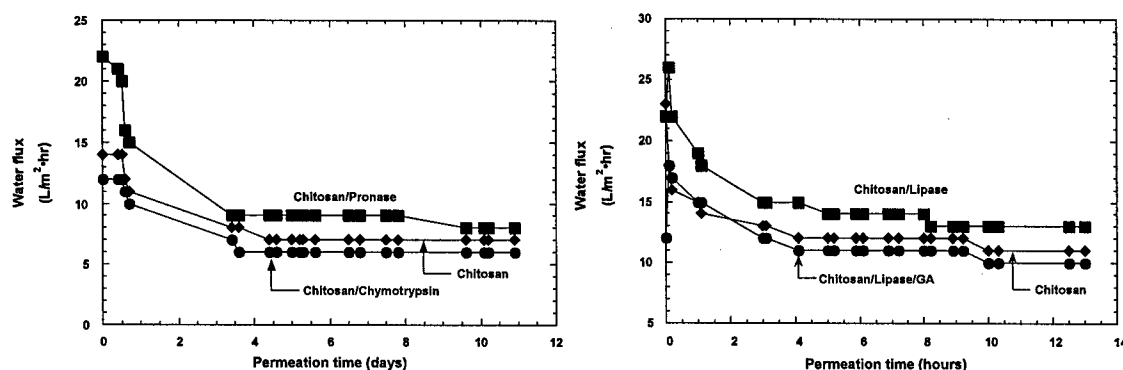 25
20
15
10
5
0
Water flux
(L/m²•hr)
Chitosan/Pronase
Chitosan
Chitosan/Chymotrypsin
0 2 4 6 8 10 12
Permeation time (days)
30
25
20
15
10
5
Water flux
(L/m²•hr)
Chitosan/Lipase
Chitosan/Lipase/GA
Chitosan
0 2 4 6 8 10 12 14
Permeation time (hours)